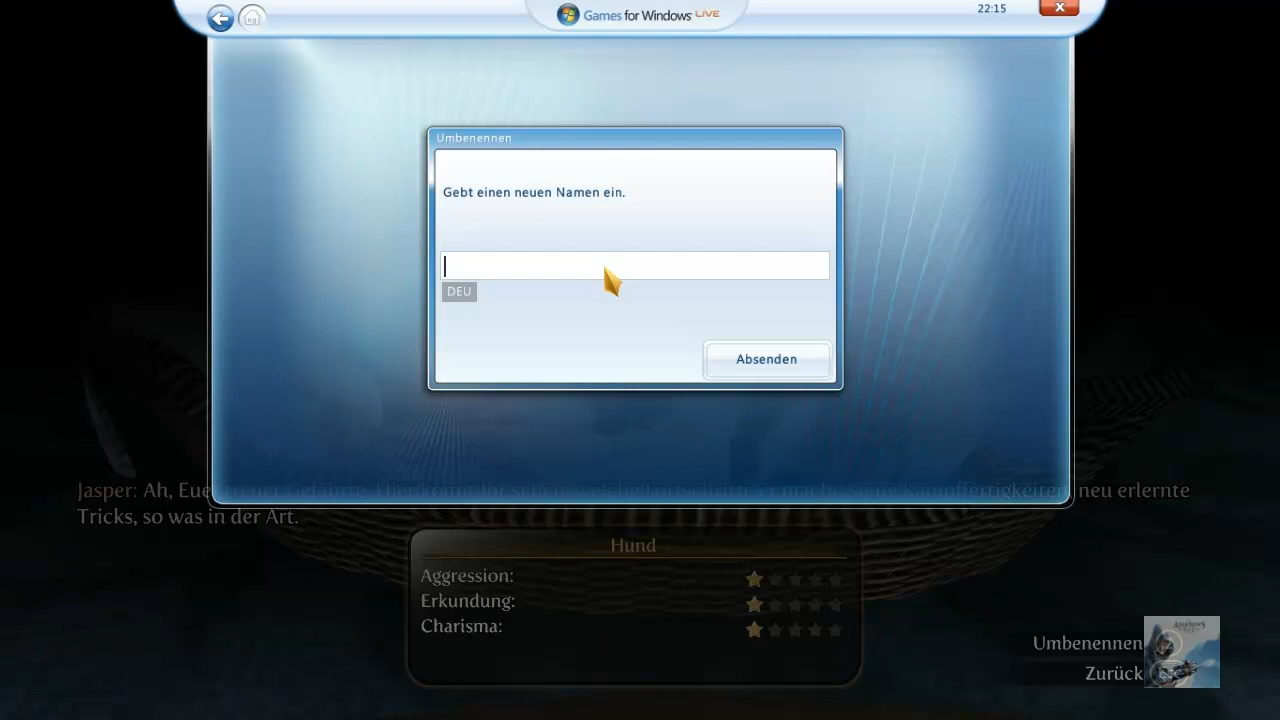 Games for Windows LIVE
22:15
Umbenennen
Gebt einen neuen Namen ein.
DEU
Absenden
Jasper: Ah, Eue neu erlernte
Tricks, so was in der Art.
Hund
Aggression:
Erkundung:
Charisma:
Umbenennen
Zurück